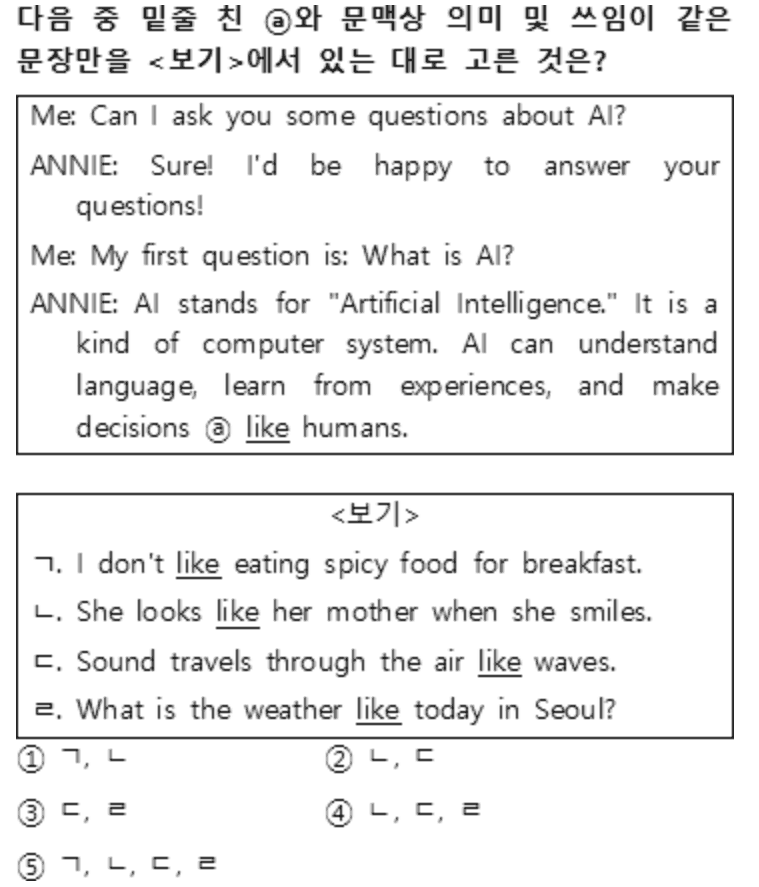 다음 중 밑줄 친 ⓐ와 문맥상 의미 및 쓰임이 같은
문장만을 <보기>에서 있는 대로 고른 것은?
Me: Can I ask you some questions about AI?
ANNIE: Sure! I'd be happy to answer your
questions!
Me: My first question is: What is AI?
ANNIE: AI stands for "Artificial Intelligence." It is a
kind of computer system. AI can understand
language, learn from experiences, and make
decisions ⓐ like humans.
<보기>
ㄱ. I don't like eating spicy food for breakfast.
ㄴ. She looks like her mother when she smiles.
ㄷ. Sound travels through the air like waves.
ㄹ. What is the weather like today in Seoul?
① ㄱ, ㄴ ② ㄴ, ㄷ
③ ㄷ, ㄹ ④ ㄴ, ㄷ, ㄹ
⑤ ㄱ, ㄴ, ㄷ, ㄹ